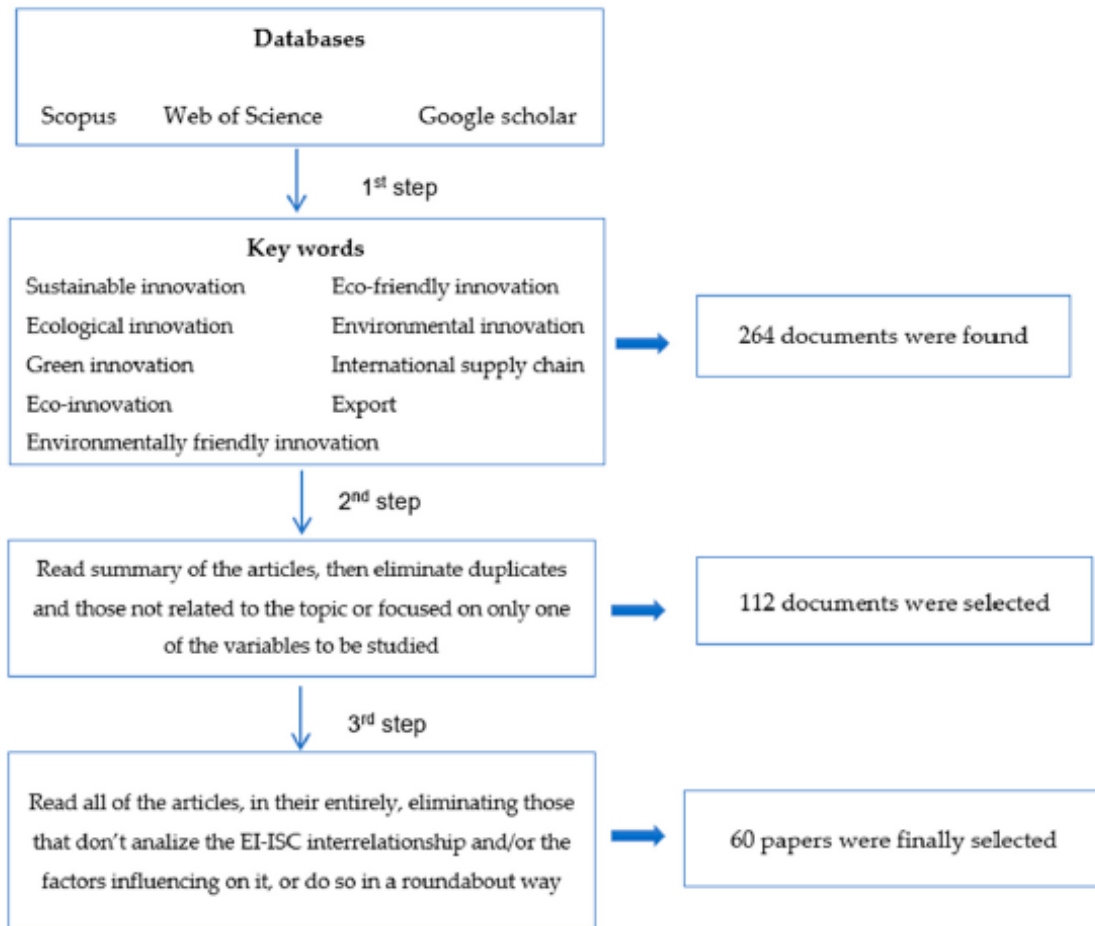 Databases
Scopus Web of Science Google scholar
1st step
Key words
Sustainable innovation Eco-friendly innovation
Ecological innovation Environmental innovation
Green innovation International supply chain
Eco-innovation Export
Environmentally friendly innovation
264 documents were found
2nd step
Read summary of the articles, then eliminate duplicates
and those not related to the topic or focused on only one
of the variables to be studied
112 documents were selected
3rd step
Read all of the articles, in their entirely, eliminating those
that don't analize the EI-ISC interrelationship and/or the
factors influencing on it, or do so in a roundabout way
60 papers were finally selected